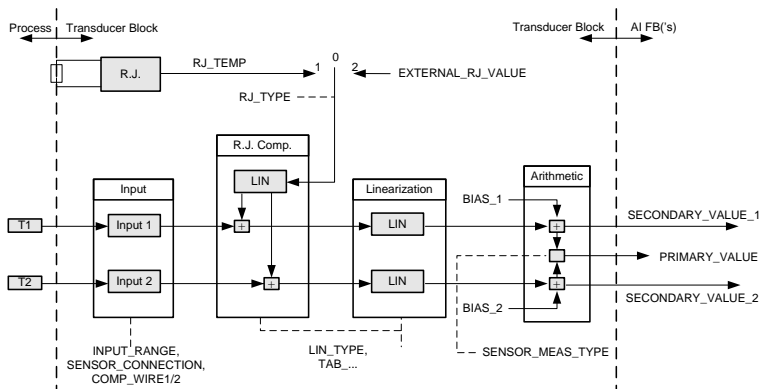 Process
Transducer Block
Transducer Block
AI FB('s)
R.J.
RJ_TEMP
1
0
2
EXTERNAL_RJ_VALUE
RJ_TYPE
R.J. Comp.
Input
LIN
Linearization
Arithmetic
BIAS_1
T1
Input 1
+
LIN
+
SECONDARY_VALUE_1
PRIMARY_VALUE
T2
Input 2
+
LIN
+
SECONDARY_VALUE_2
BIAS_2
INPUT_RANGE,
SENSOR_CONNECTION,
COMP_WIRE1/2
LIN_TYPE,
TAB_...
SENSOR_MEAS_TYPE